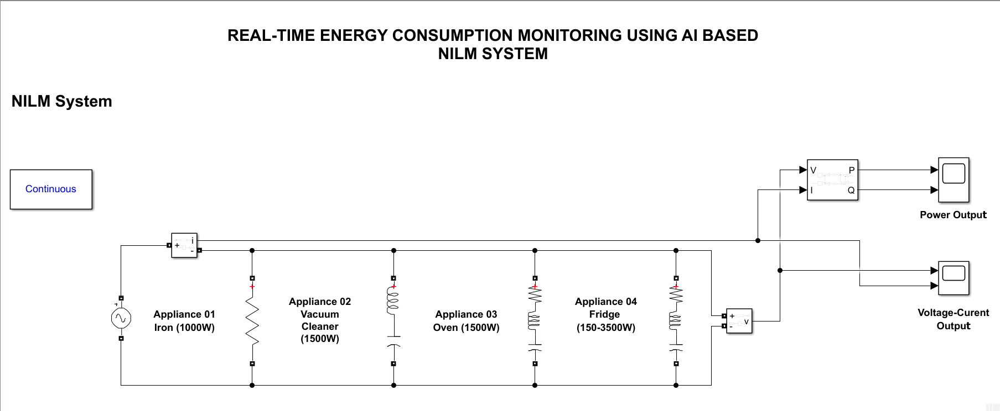 REAL-TIME ENERGY CONSUMPTION MONITORING USING AI BASED
NILM SYSTEM
NILM System
Continuous
V
P
I
Q
Power Output
i
+
-
+
Appliance 01
Iron (1000W)
+
Appliance 02
Vacuum
Cleaner
(1500W)
+
Appliance 03
Oven (1500W)
+
Appliance 04
Fridge
(150-3500W)
+
+
v
-
Voltage-Curent
Output